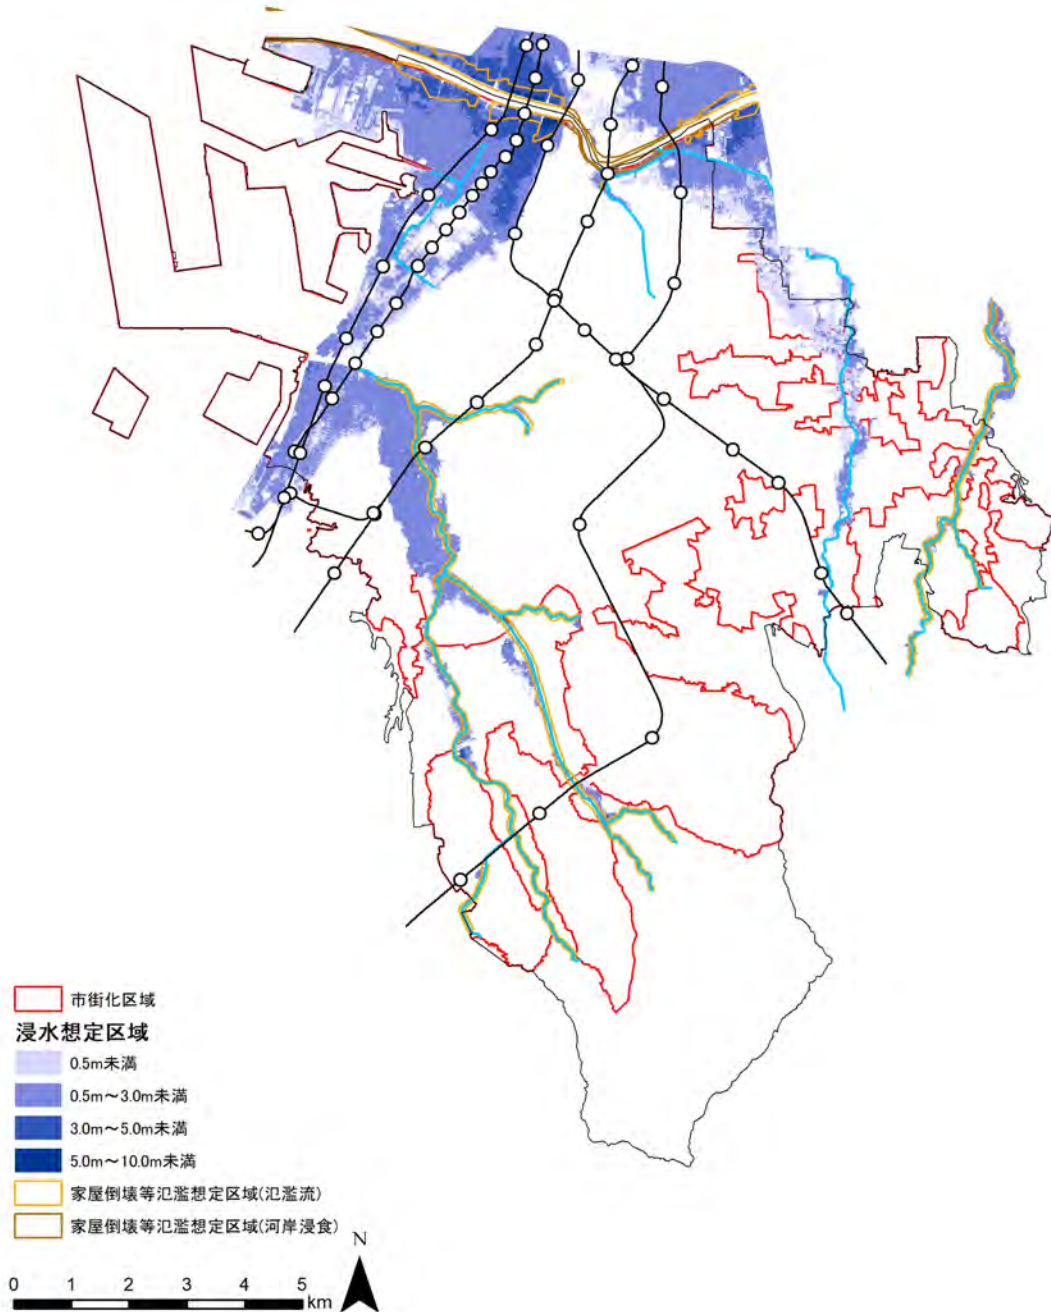 市街化区域
浸水想定区域
0.5m未満
0.5m～3.0m未満
3.0m～5.0m未満
5.0m～10.0m未満
家屋倒壊等氾濫想定区域(氾濫流)
家屋倒壊等氾濫想定区域(河岸浸食)
N
0 1 2 3 4 5
km